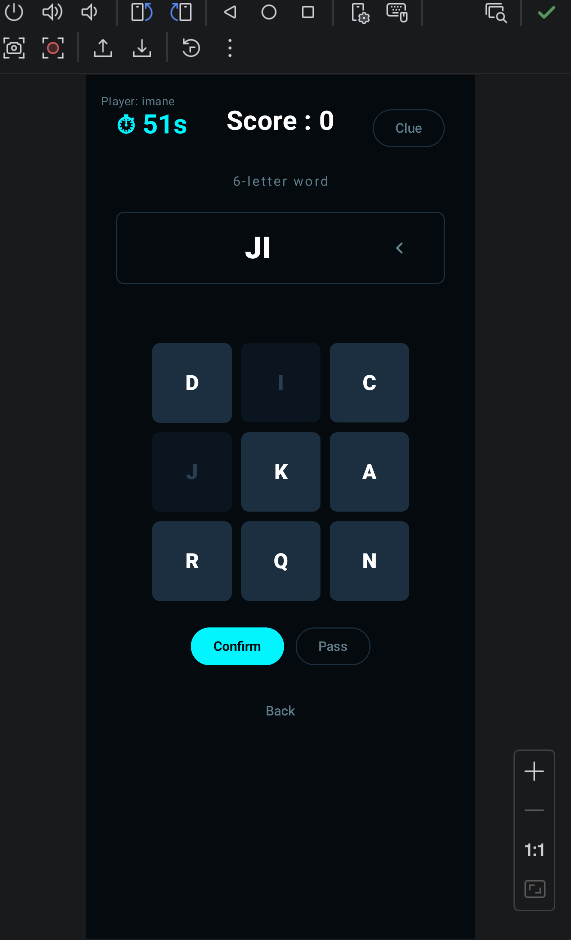 Player: imane
51s
Score : 0
Clue
6-letter word
JI
D I C
J K A
R Q N
Confirm
Pass
Back
1:1